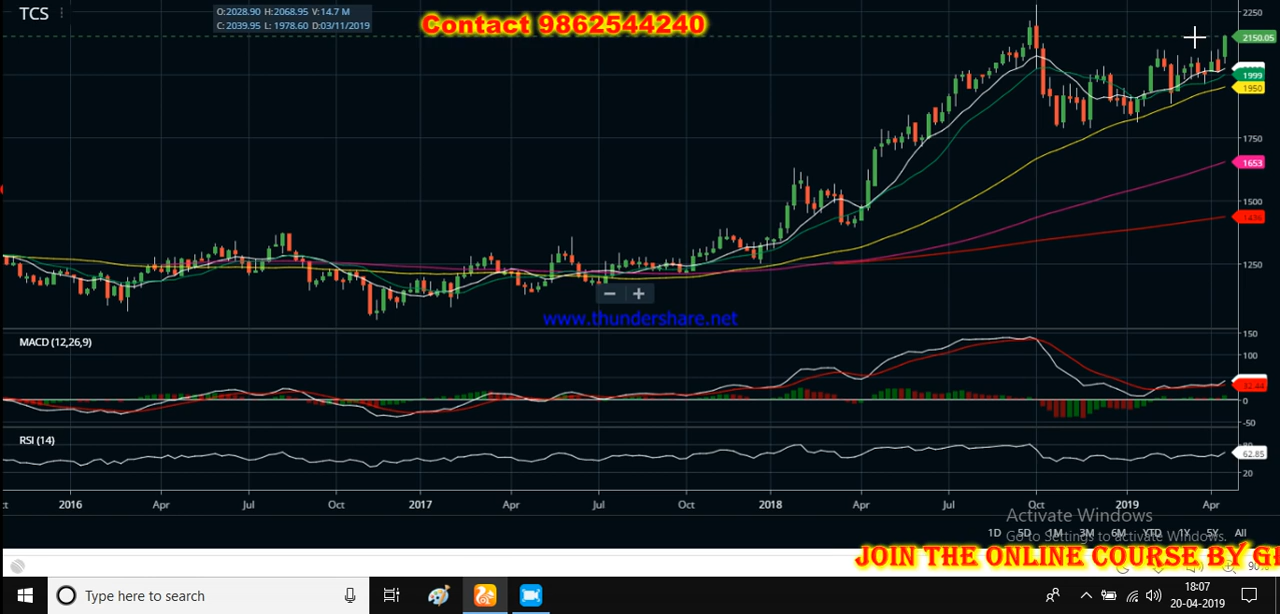 TCS
O:2028.90 H:2068.95 V:14.7 M
C:2039.95 L: 1978.60 D:03/11/2019
Contact 9862544240
2250
2150.05
1999
1950
1750
1653
1500
1436
1250
www.thundershare.net
MACD (12,26,9)
150
100
32.44
0
-50
RSI (14)
80
62.85
20
2016 Apr Jul Oct 2017 Apr Jul Oct 2018 Apr Jul Oct 2019 Apr
Activate Windows
Go to Settings to activate Windows.
1D 5D 1M 3M 6M YTD 1Y 5Y All
JOIN THE ONLINE COURSE BY
Type here to search
18:07
20-04-2019